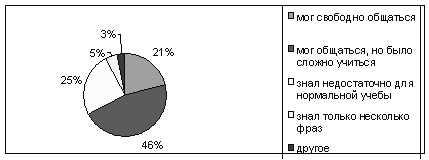 3%
5%
21%
25%
46%
мог свободно общаться
мог общаться, но было
сложно учиться
знал недостаточно для
нормальной учебы
знал только несколько
фраз
другое